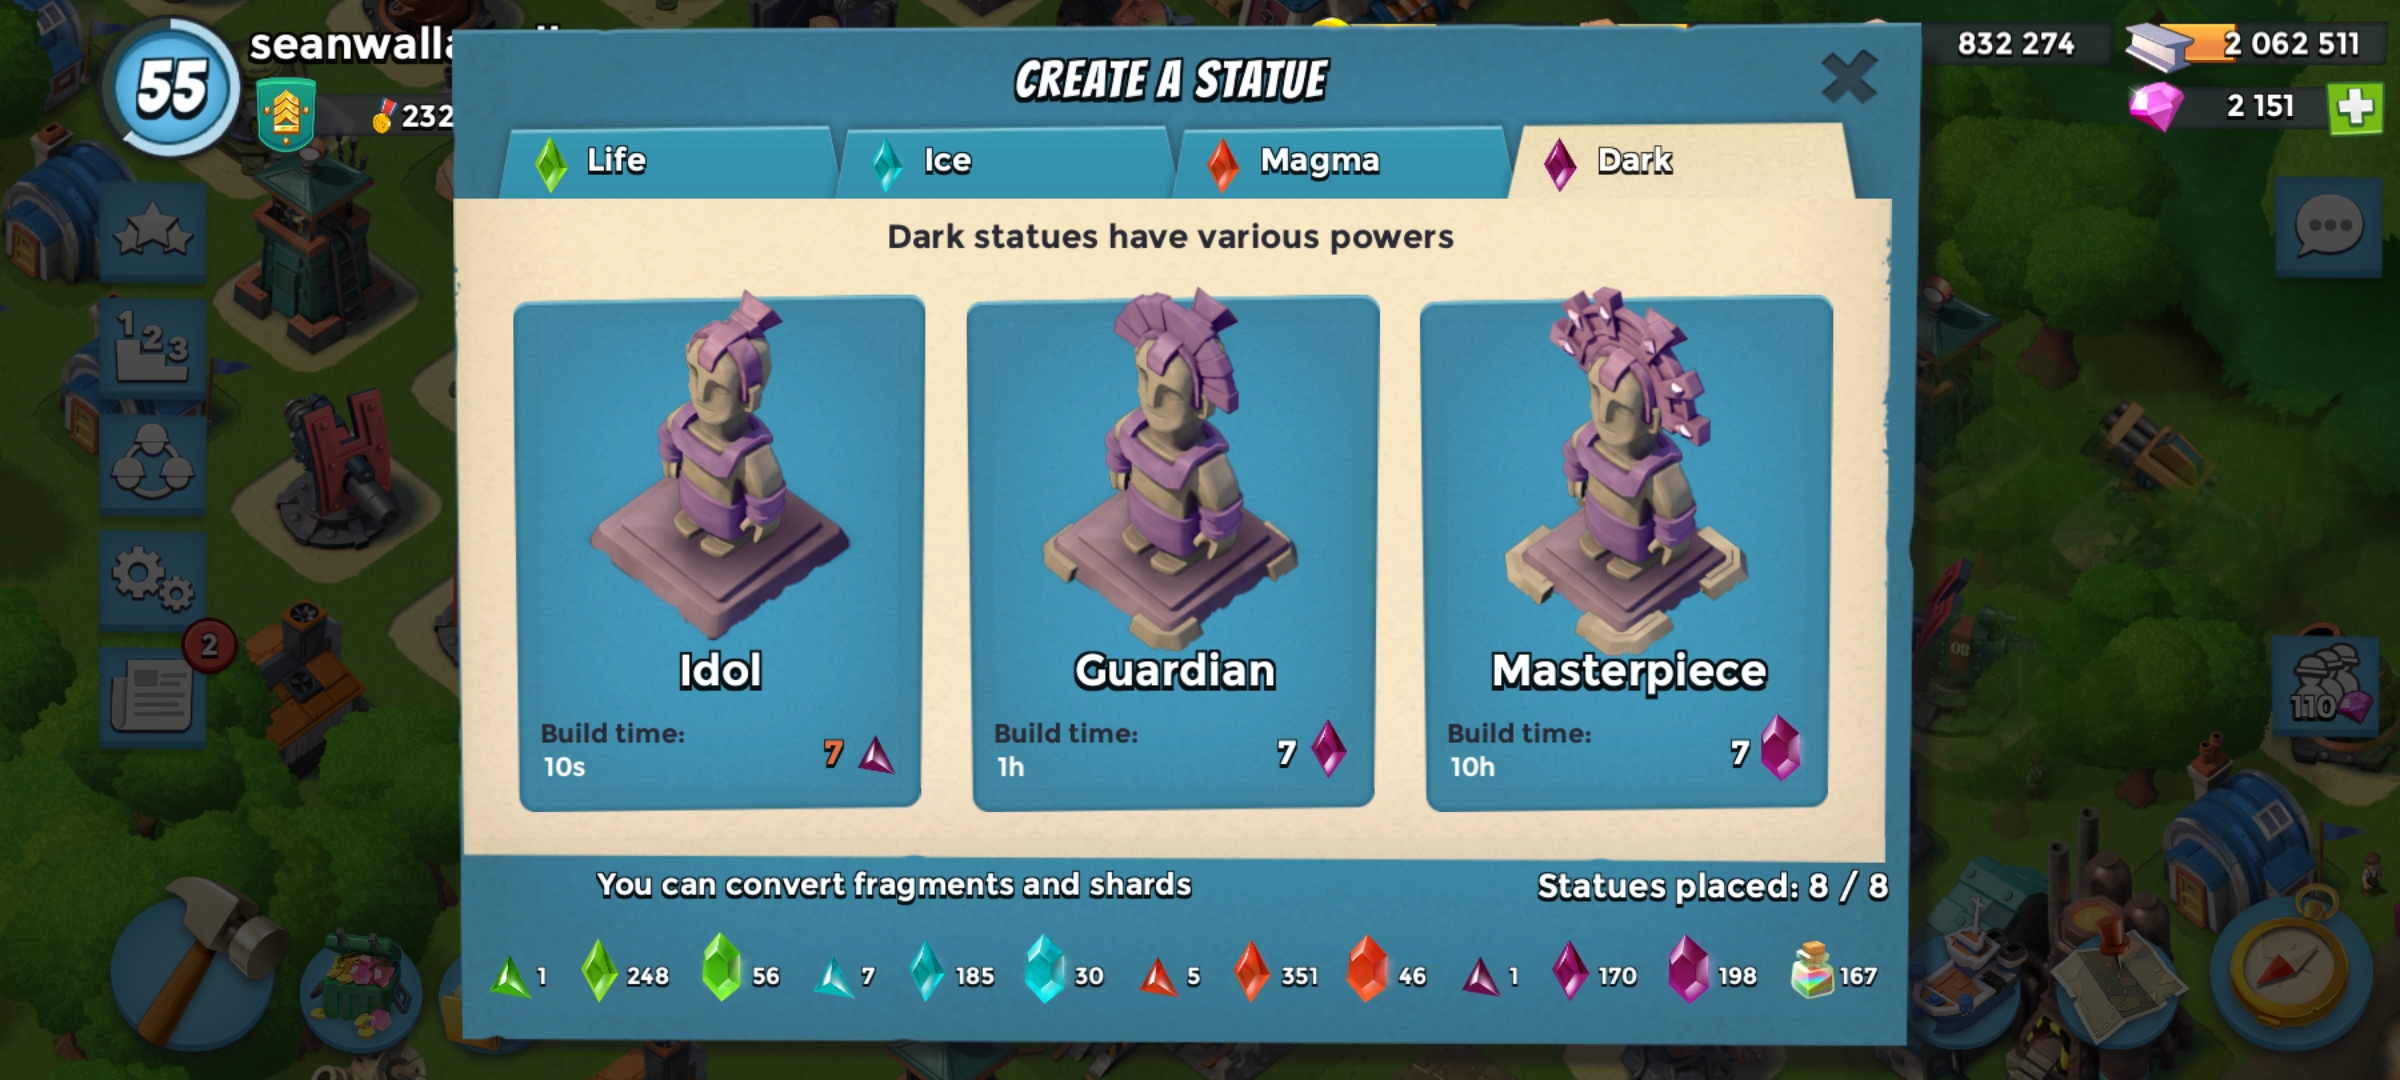 55
232
CREATE A STATUE
832 274
2 062 511
2 151
Life
Ice
Magma
Dark
Dark statues have various powers
1 2 3
2
Idol
Build time:
10s
7
Guardian
Build time:
1h
7
Masterpiece
Build time:
10h
7
110
You can convert fragments and shards
Statues placed: 8 / 8
1 248 56 7 185 30 5 351 46 1 170 198 167